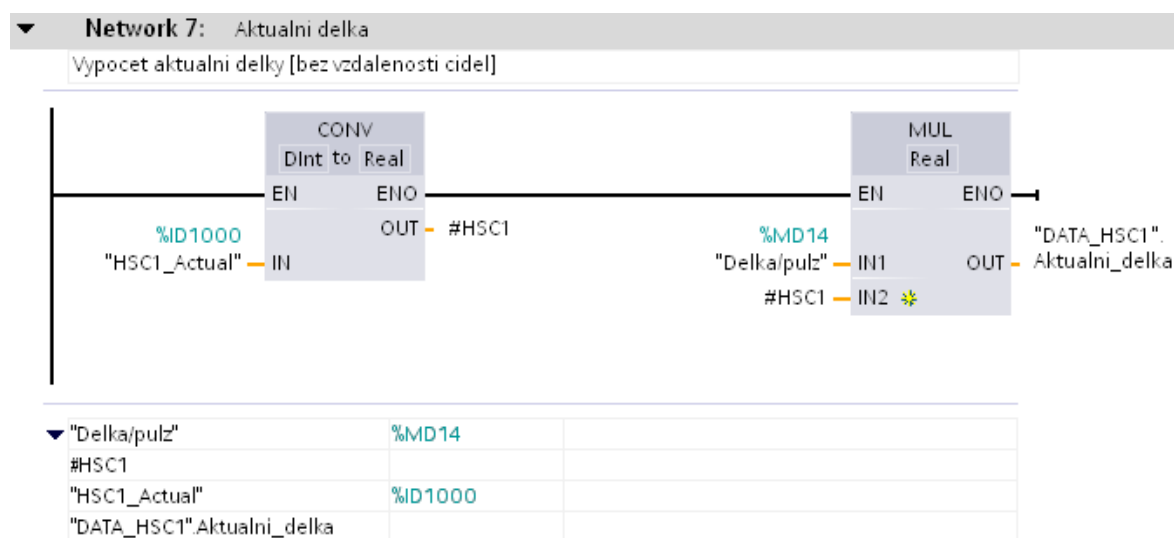 Network 7: Aktualni delka
Vypocet aktualni delky [bez vzdalenosti cidel]
CONV
DInt to Real
EN ENO
%ID1000
"HSC1_Actual" IN
OUT #HSC1
MUL
Real
EN ENO
%MD14
"Delka/pulz" IN1
#HSC1 IN2
OUT "DATA_HSC1".
Aktualni_delka
"Delka/pulz" %MD14
#HSC1
"HSC1_Actual" %ID1000
"DATA_HSC1".Aktualni_delka